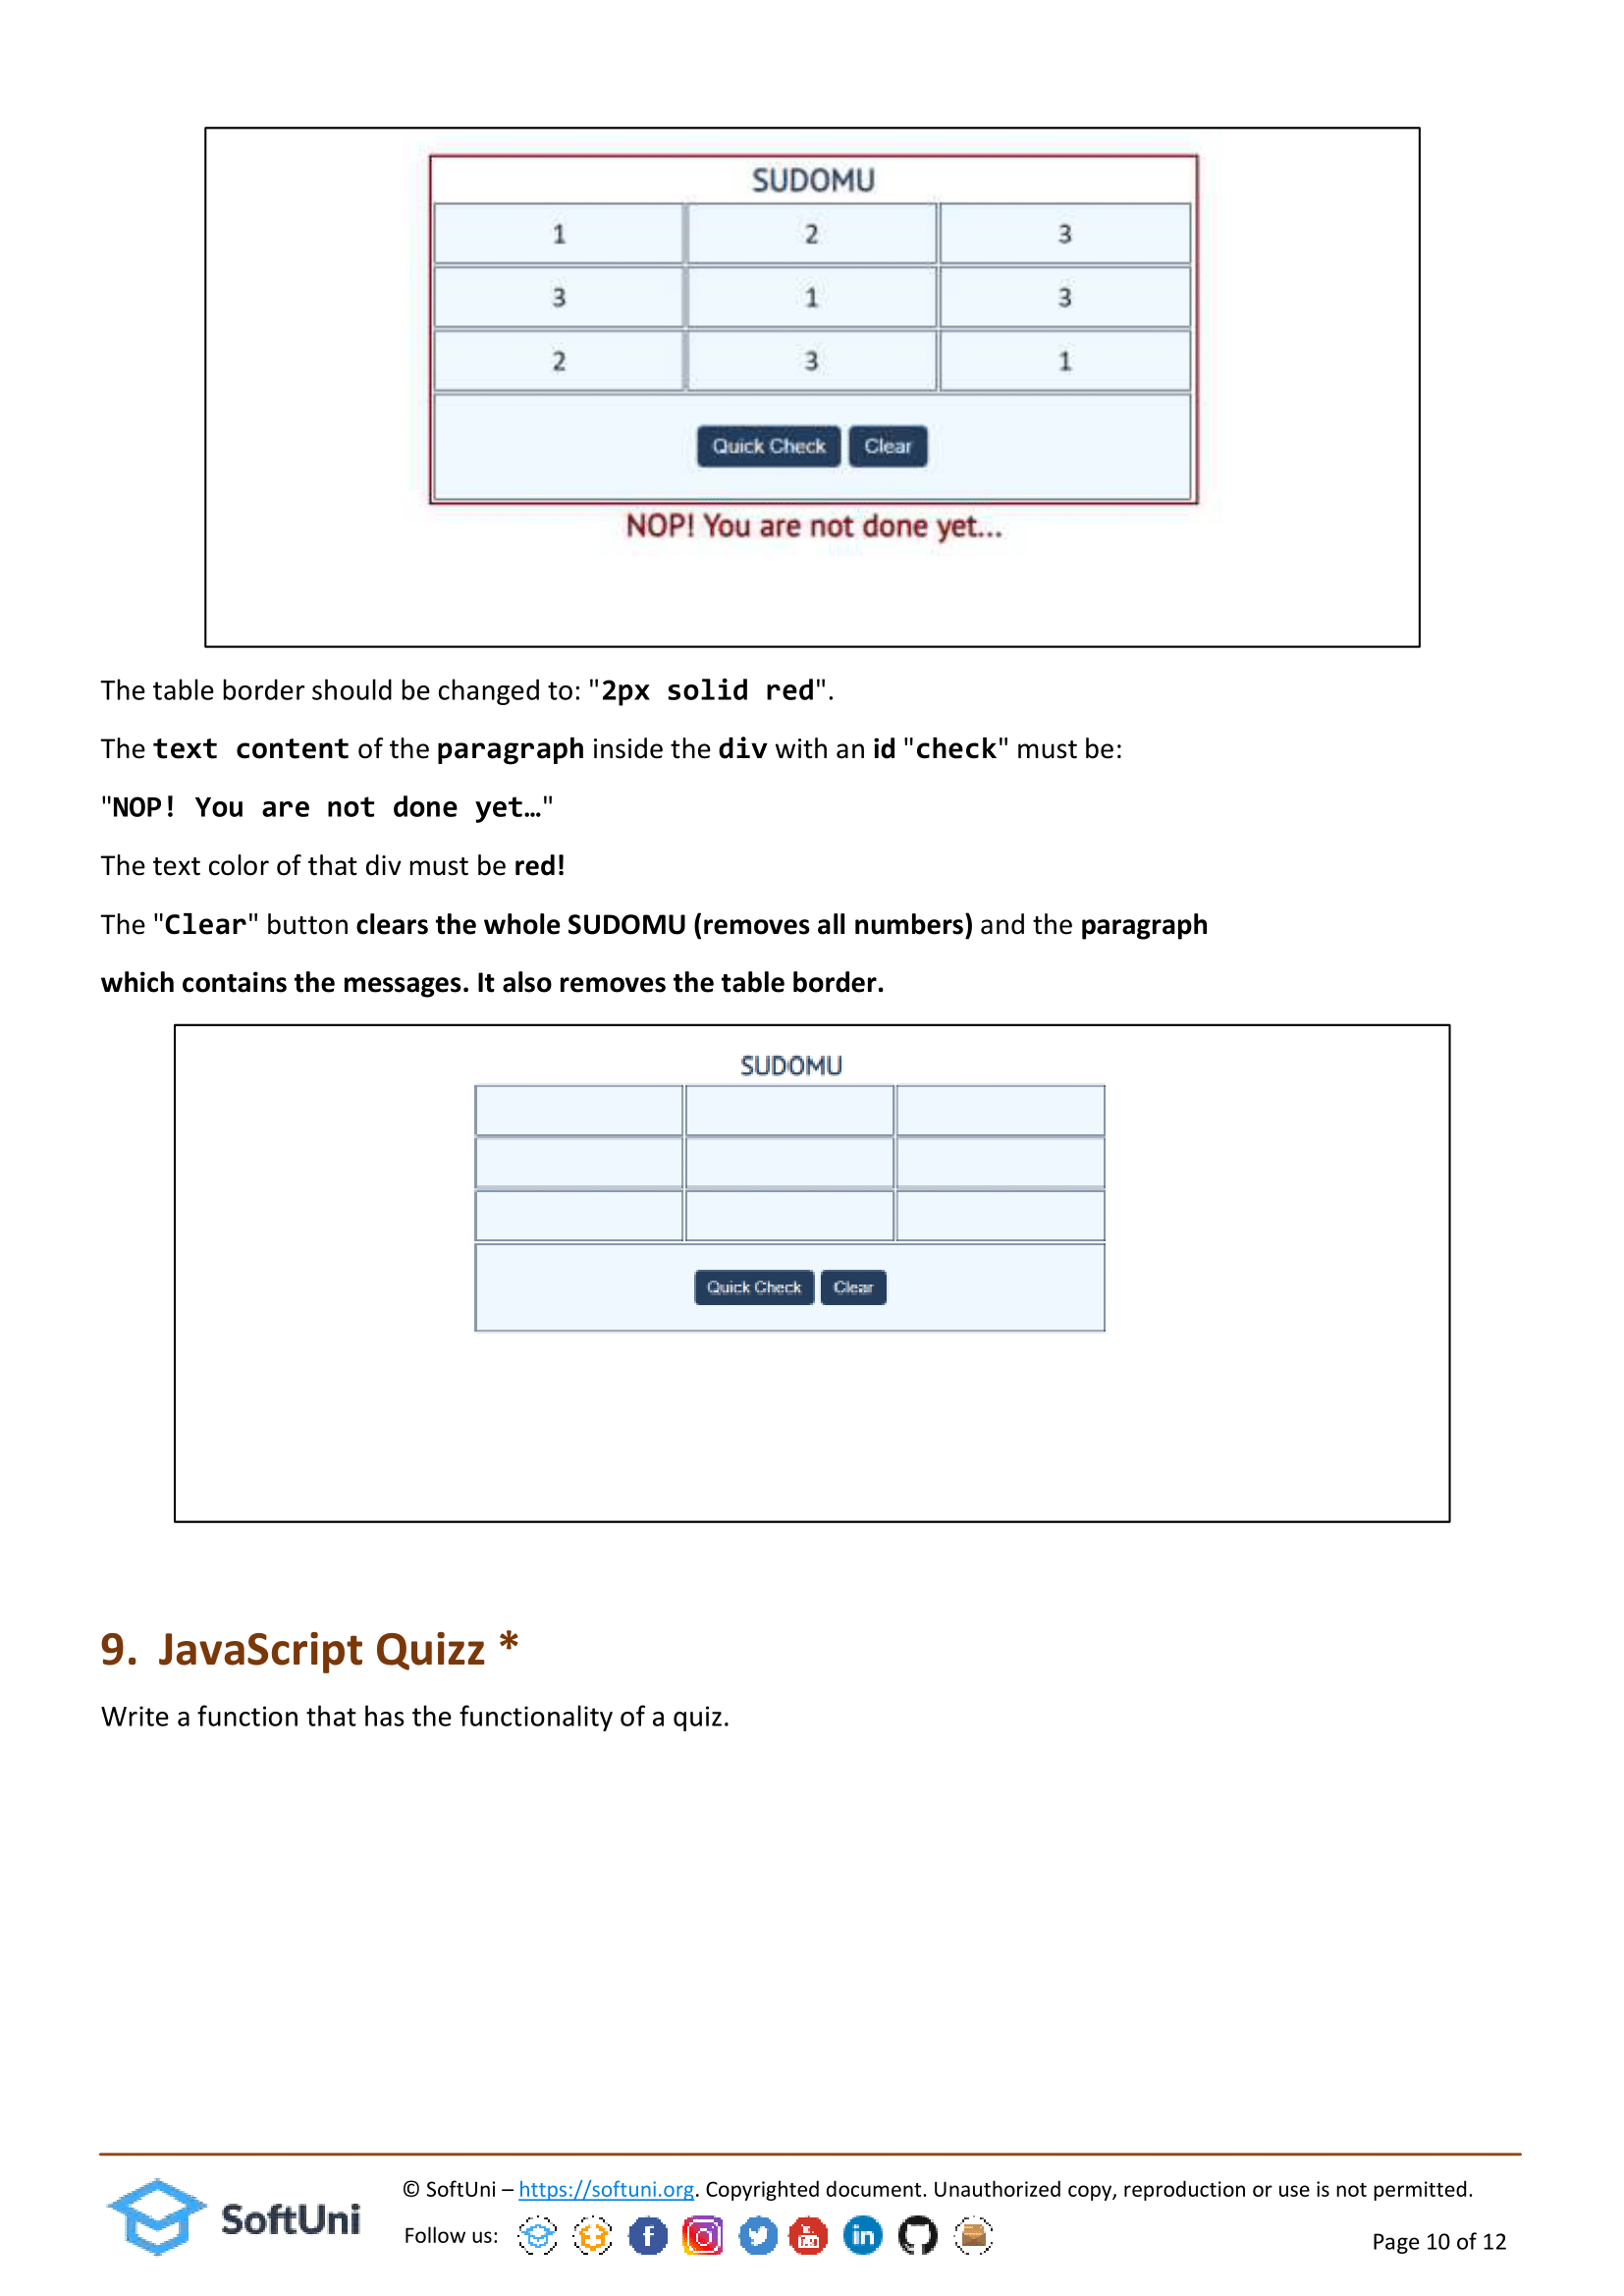 SUDOMU
1 2 3
3 1 3
2 3 1
Quick Check Clear
NOP! You are not done yet...
The table border should be changed to: "2px solid red".
The text content of the paragraph inside the div with an id "check" must be:
"NOP! You are not done yet…"
The text color of that div must be red!
The "Clear" button clears the whole SUDOMU (removes all numbers) and the paragraph
which contains the messages. It also removes the table border.
SUDOMU
Quick Check Clear
9. JavaScript Quizz *
Write a function that has the functionality of a quiz.
SoftUni
© SoftUni – https://softuni.org. Copyrighted document. Unauthorized copy, reproduction or use is not permitted.
Follow us:
Page 10 of 12